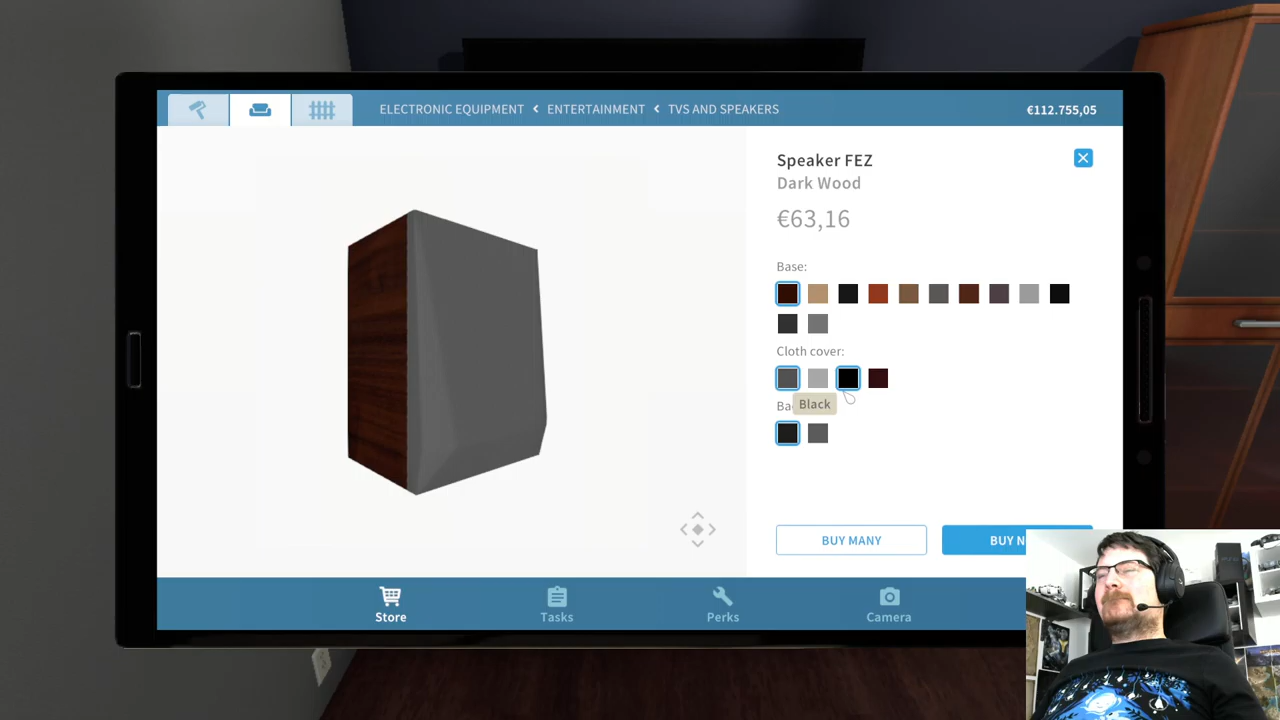 ELECTRONIC EQUIPMENT < ENTERTAINMENT < TVS AND SPEAKERS
€112.755,05
Speaker FEZ
Dark Wood
€63,16
Base:
Cloth cover:
Black
BUY MANY
BUY N
Store
Tasks
Perks
Camera